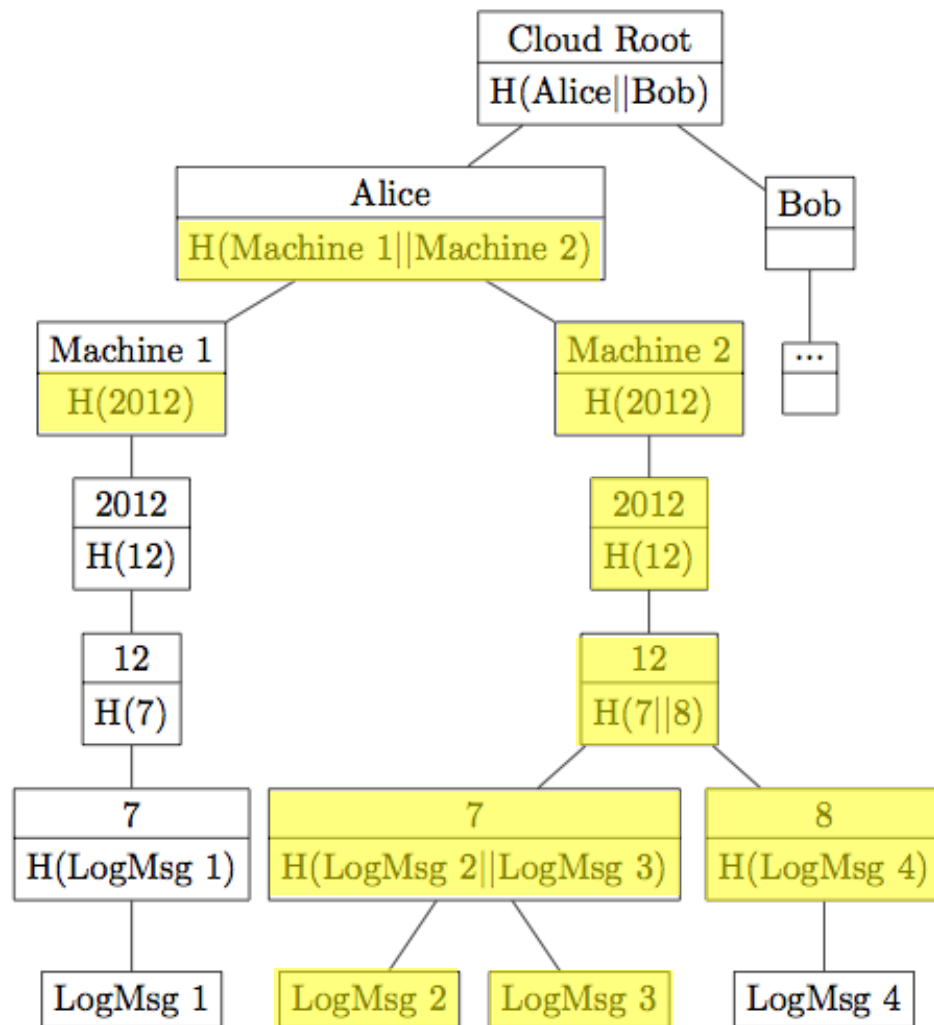 Cloud Root
H(Alice||Bob)
Alice
H(Machine 1||Machine 2)
Bob
...
Machine 1
H(2012)
Machine 2
H(2012)
2012
H(12)
2012
H(12)
12
H(7)
12
H(7||8)
7
H(LogMsg 1)
7
H(LogMsg 2||LogMsg 3)
8
H(LogMsg 4)
LogMsg 1
LogMsg 2
LogMsg 3
LogMsg 4